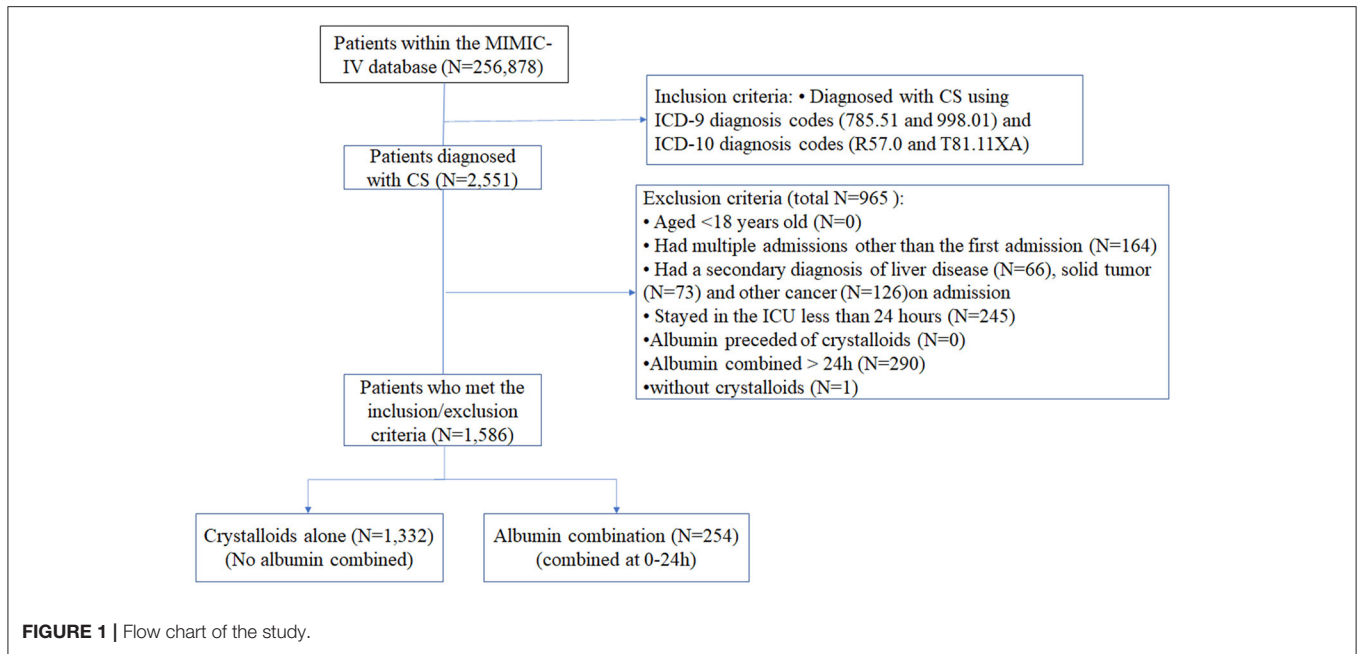 Patients within the MIMIC-
IV database (N=256,878)
Inclusion criteria: • Diagnosed with CS using
ICD-9 diagnosis codes (785.51 and 998.01) and
ICD-10 diagnosis codes (R57.0 and T81.11XA)
Patients diagnosed
with CS (N=2,551)
Exclusion criteria (total N=965 ):
• Aged <18 years old (N=0)
• Had multiple admissions other than the first admission (N=164)
• Had a secondary diagnosis of liver disease (N=66), solid tumor
(N=73) and other cancer (N=126)on admission
• Stayed in the ICU less than 24 hours (N=245)
•Albumin preceded of crystalloids (N=0)
•Albumin combined > 24h (N=290)
•without crystalloids (N=1)
Patients who met the
inclusion/exclusion
criteria (N=1,586)
Crystalloids alone (N=1,332)
(No albumin combined)
Albumin combination (N=254)
(combined at 0-24h)
FIGURE 1 | Flow chart of the study.